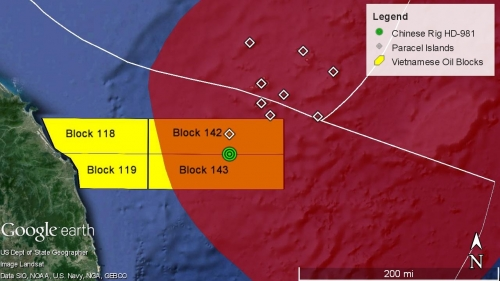 Legend
Chinese Rig HD-981
Paracel Islands
Vietnamese Oil Blocks
Block 118
Block 142
Block 119
Block 143
Google earth
US Dept of State Geographer
Image Landsat
Data SIO, NOAA, U.S. Navy, NGA, GEBCO
N
200 mi